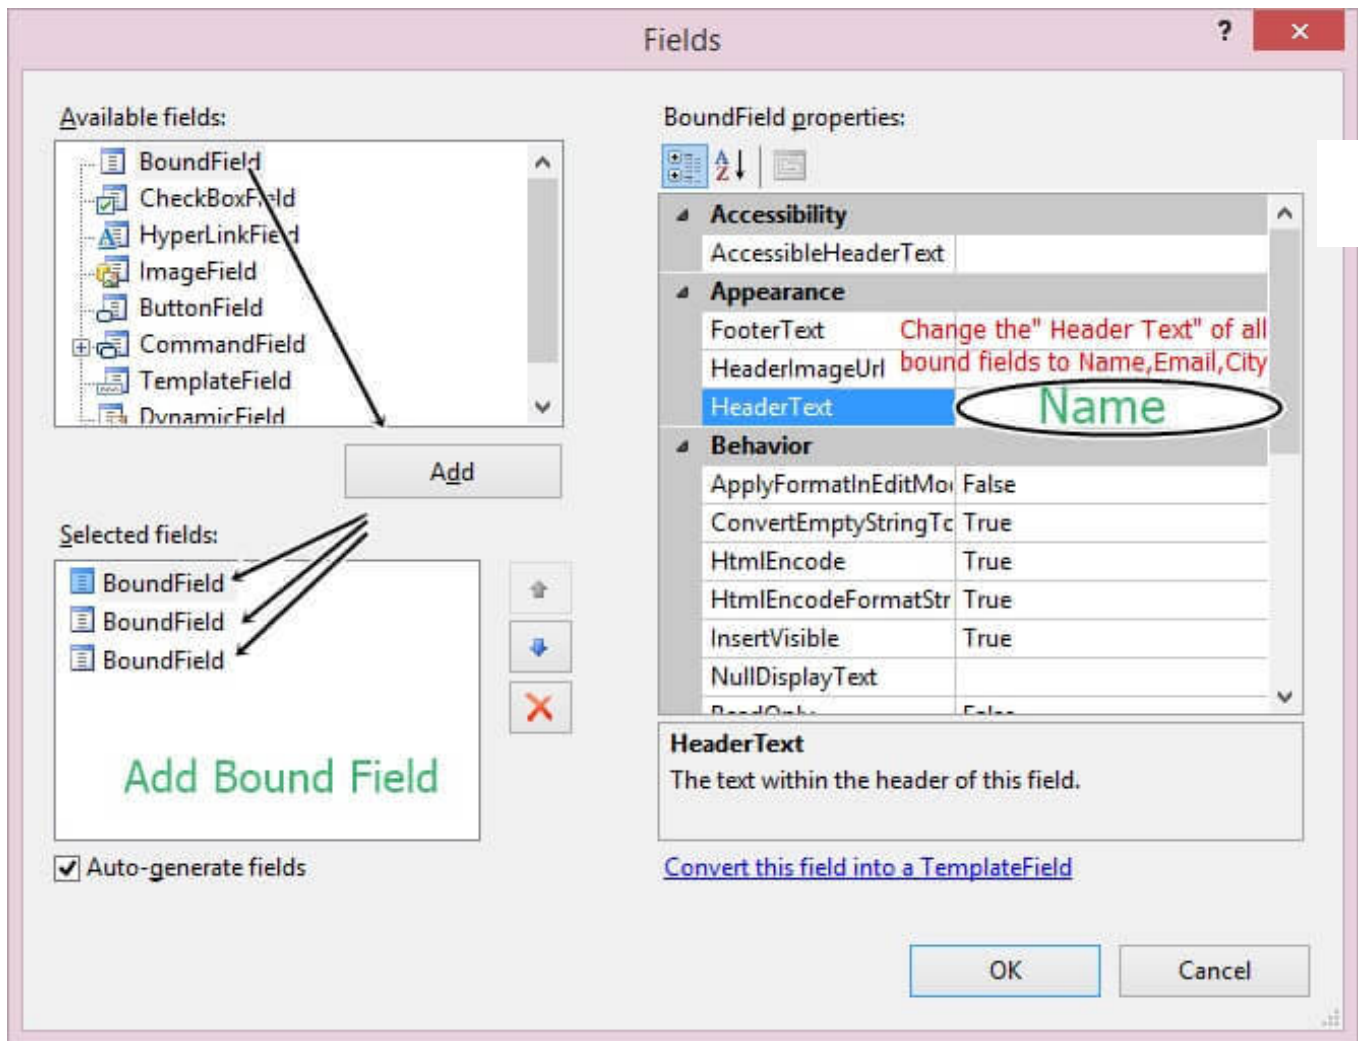 Fields
?
Available fields:
BoundField
CheckBoxField
HyperLinkField
ImageField
ButtonField
CommandField
TemplateField
DynamicField
Add
Selected fields:
BoundField
BoundField
BoundField
Add Bound Field
Auto-generate fields
BoundField properties:
Accessibility
AccessibleHeaderText
Appearance
FooterText
HeaderImageUrl
Change the" Header Text" of all
bound fields to Name,Email,City
HeaderText Name
Behavior
ApplyFormatInEditMo False
ConvertEmptyStringTo True
HtmlEncode True
HtmlEncodeFormatStr True
InsertVisible True
NullDisplayText
ReadOnly False
HeaderText
The text within the header of this field.
Convert this field into a TemplateField
OK Cancel